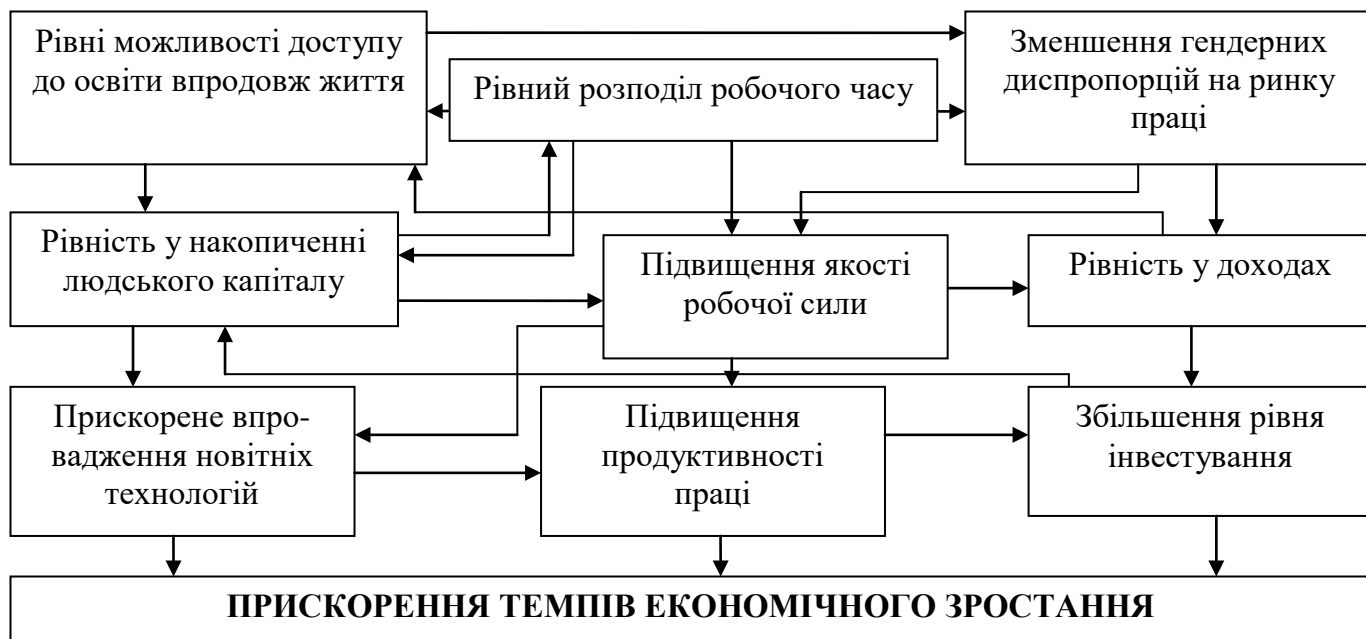 Рівні можливості доступу
до освіти впродовж життя
Рівний розподіл робочого часу
Зменшення гендерних
диспропорцій на ринку
праці
Рівність у накопиченні
людського капіталу
Підвищення якості
робочої сили
Рівність у доходах
Прискорене впро-
вадження новітніх
технологій
Підвищення
продуктивності
праці
Збільшення рівня
інвестування
ПРИСКОРЕННЯ ТЕМПІВ ЕКОНОМІЧНОГО ЗРОСТАННЯ